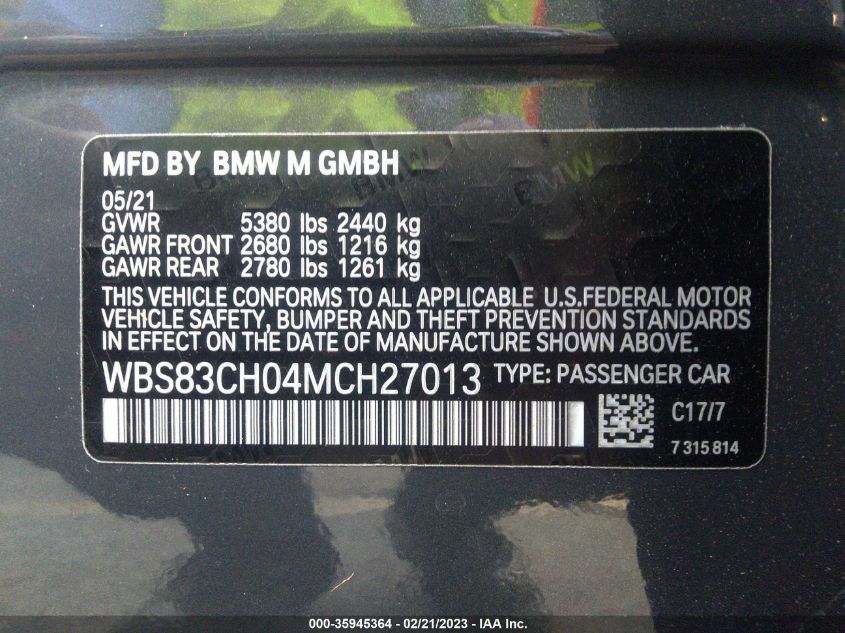 MFD BY BMW M GMBH
05/21
GVWR 5380 lbs 2440 kg
GAWR FRONT 2680 lbs 1216 kg
GAWR REAR 2780 lbs 1261 kg
THIS VEHICLE CONFORMS TO ALL APPLICABLE U.S.FEDERAL MOTOR
VEHICLE SAFETY, BUMPER AND THEFT PREVENTION STANDARDS
IN EFFECT ON THE DATE OF MANUFACTURE SHOWN ABOVE.
WBS83CH04MCH27013 TYPE: PASSENGER CAR
C17/7
7 315 814
000-35945364 - 02/21/2023 - IAA Inc.